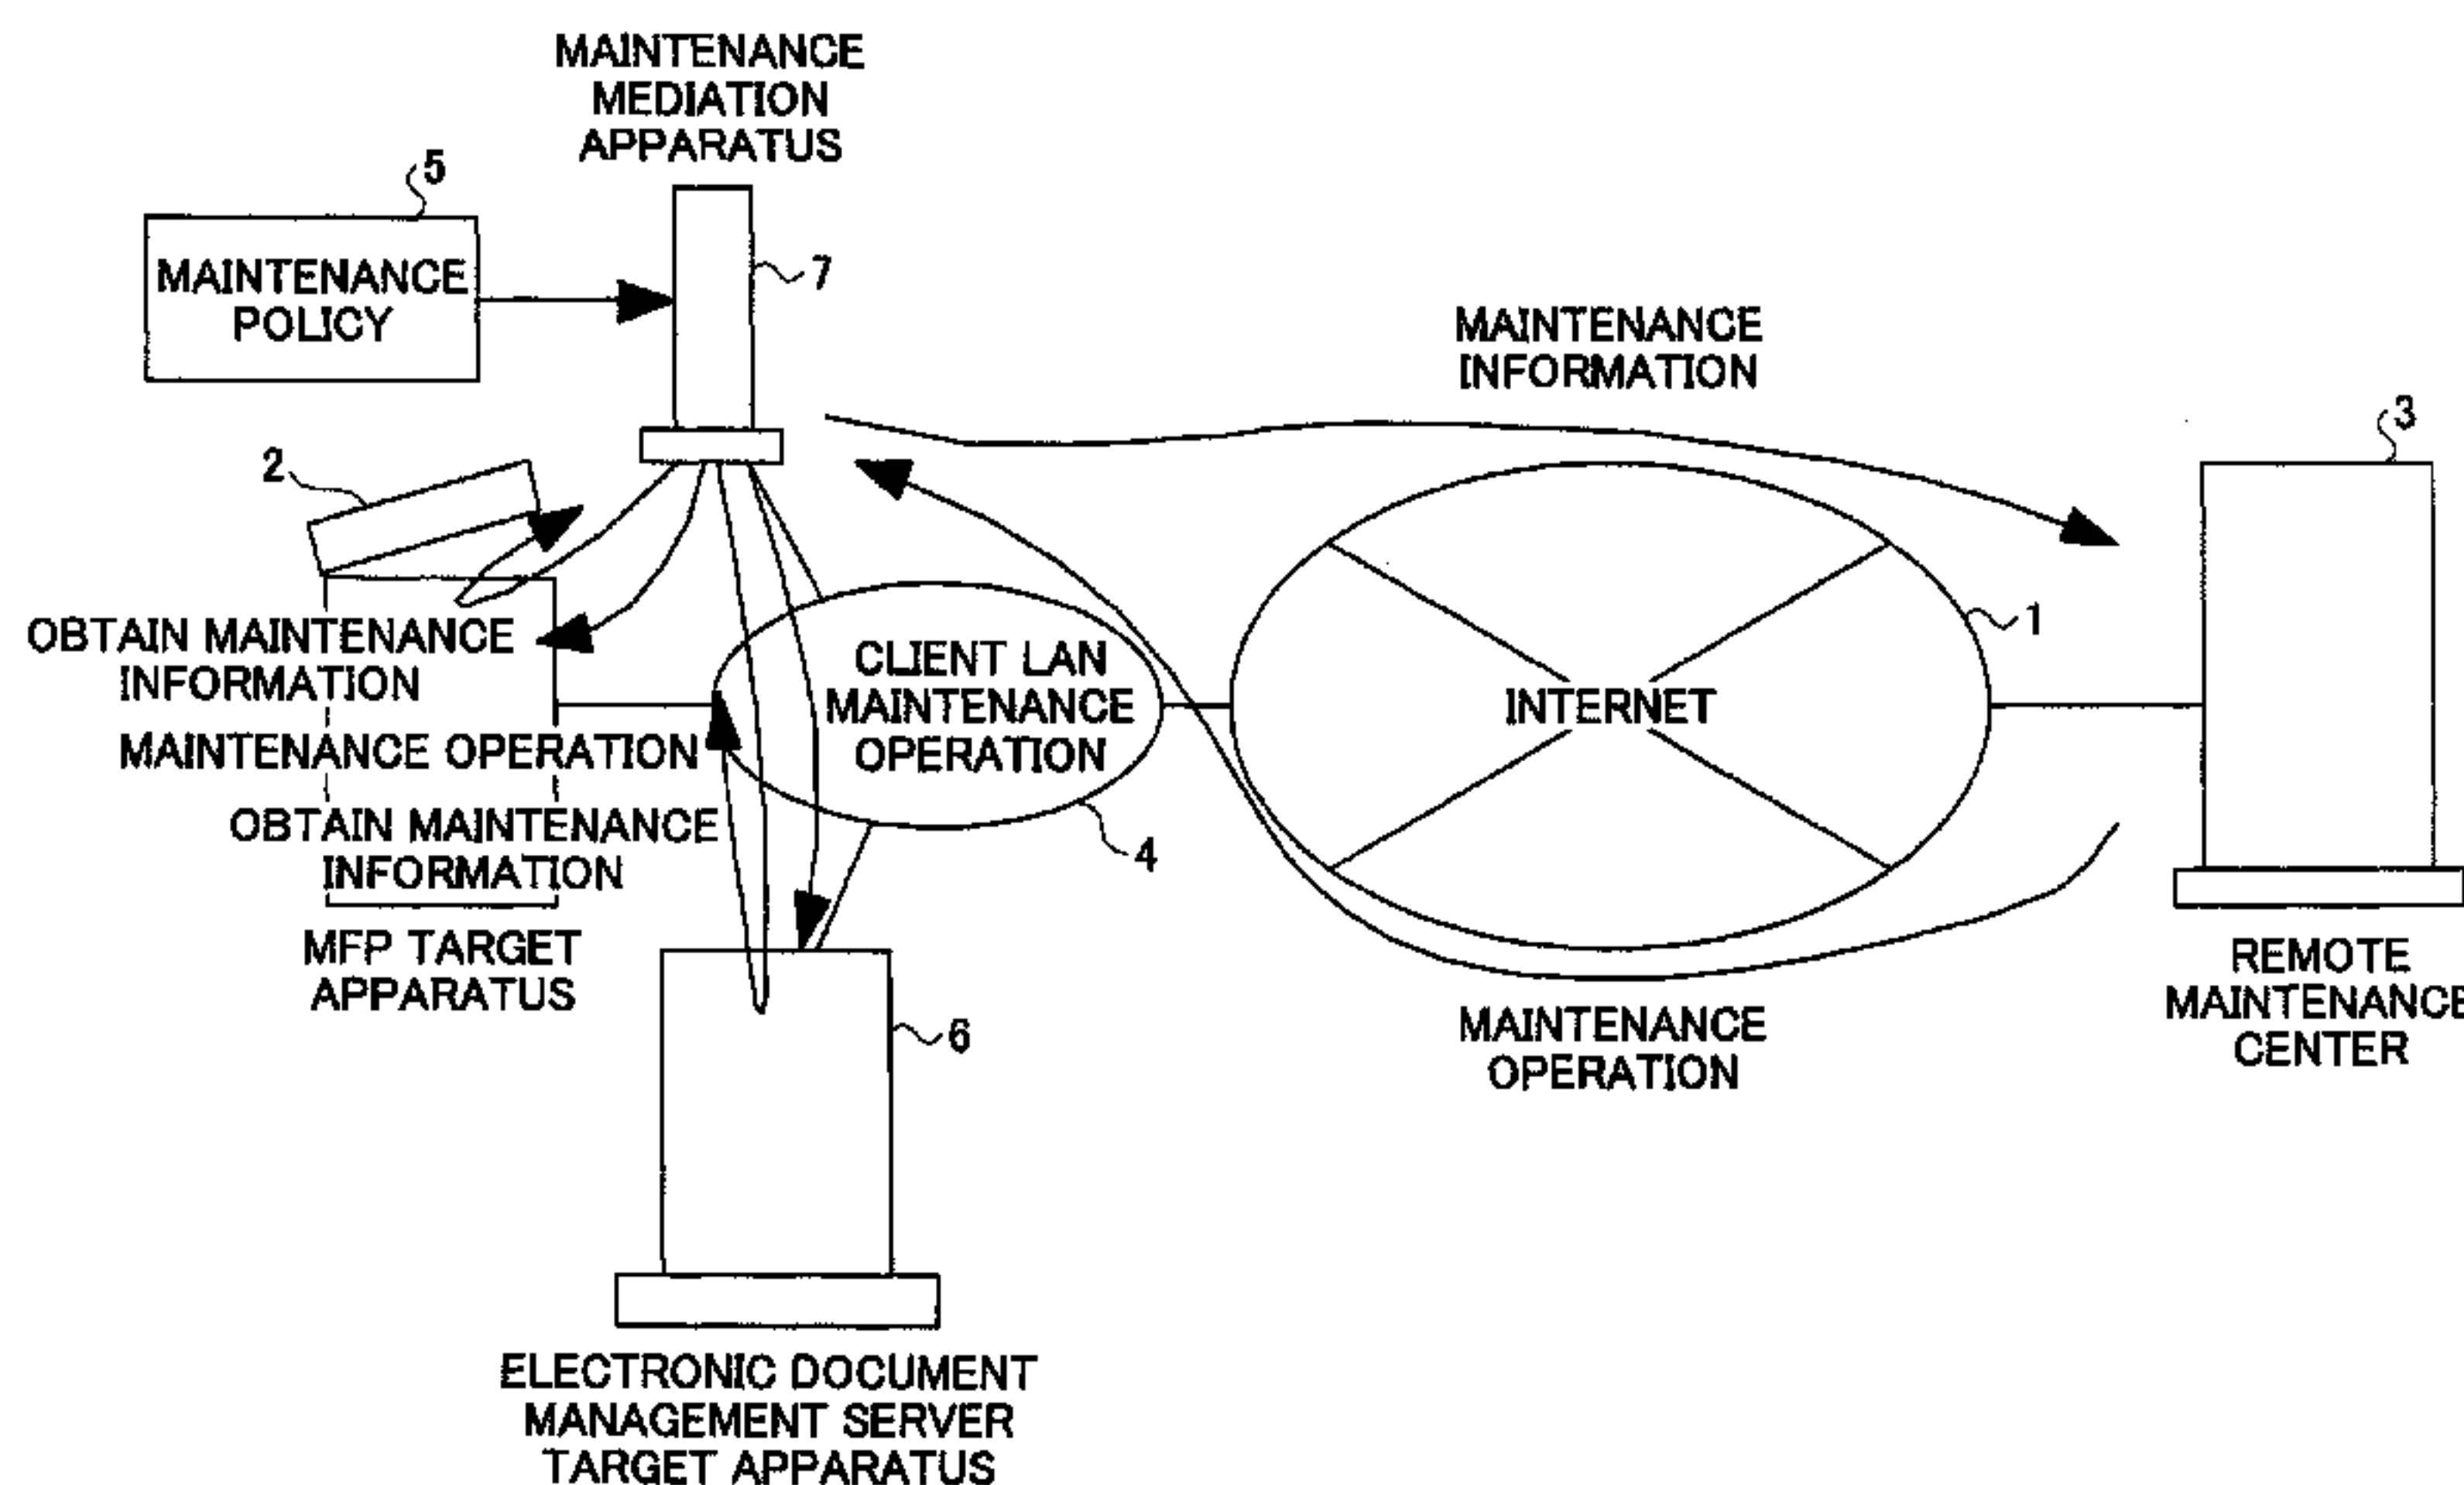 MAINTENANCE
MEDIATION
APPARATUS
5
MAINTENANCE
POLICY
7
MAINTENANCE
INFORMATION
3
2
1
OBTAIN MAINTENANCE
INFORMATION
CLIENT LAN
MAINTENANCE
OPERATION
INTERNET
MAINTENANCE OPERATION
OBTAIN MAINTENANCE
INFORMATION
4
MFP TARGET
APPARATUS
6
MAINTENANCE
OPERATION
REMOTE
MAINTENANCE
CENTER
ELECTRONIC DOCUMENT
MANAGEMENT SERVER
TARGET APPARATUS